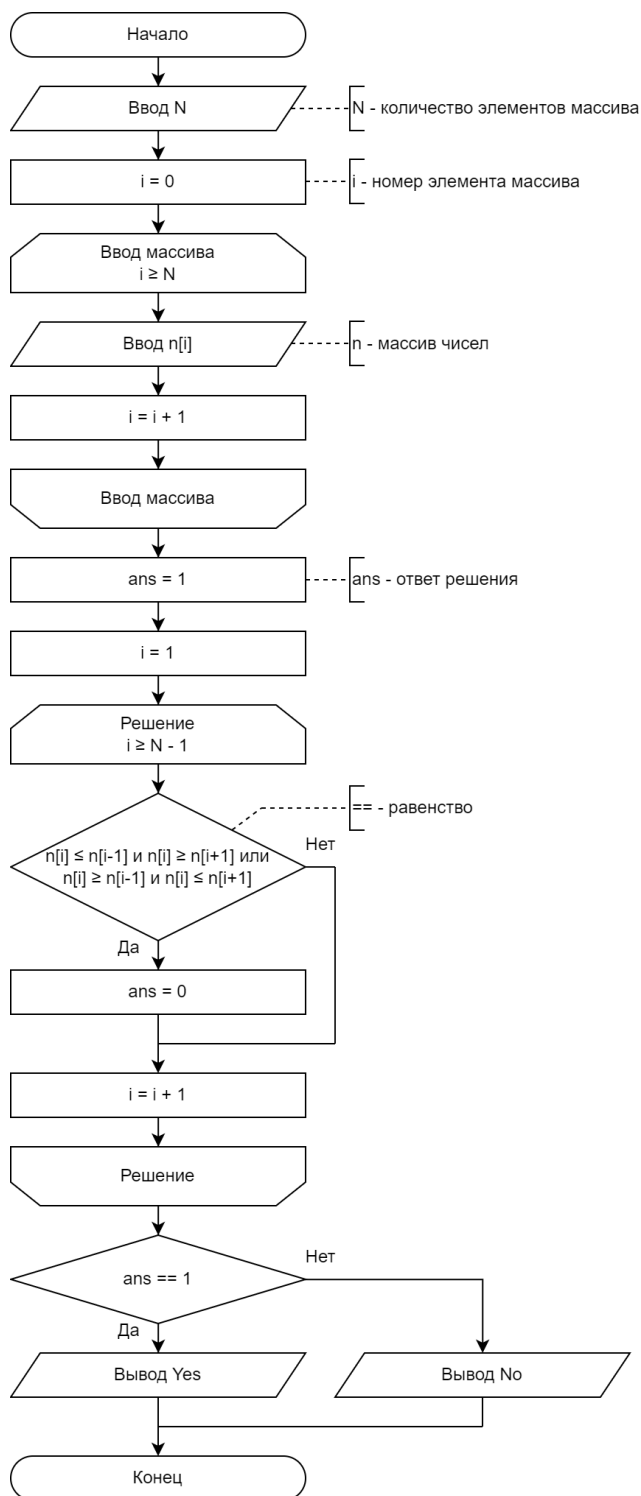 Начало
Ввод N
N - количество элементов массива
i = 0
i - номер элемента массива
Ввод массива
i ≥ N
Ввод n[i]
n - массив чисел
i = i + 1
Ввод массива
ans = 1
ans - ответ решения
i = 1
Решение
i ≥ N - 1
== - равенство
Нет
n[i] ≤ n[i-1] и n[i] ≥ n[i+1] или
n[i] ≥ n[i-1] и n[i] ≤ n[i+1]
Да
ans = 0
i = i + 1
Решение
Нет
ans == 1
Да
Вывод Yes
Вывод No
Конец